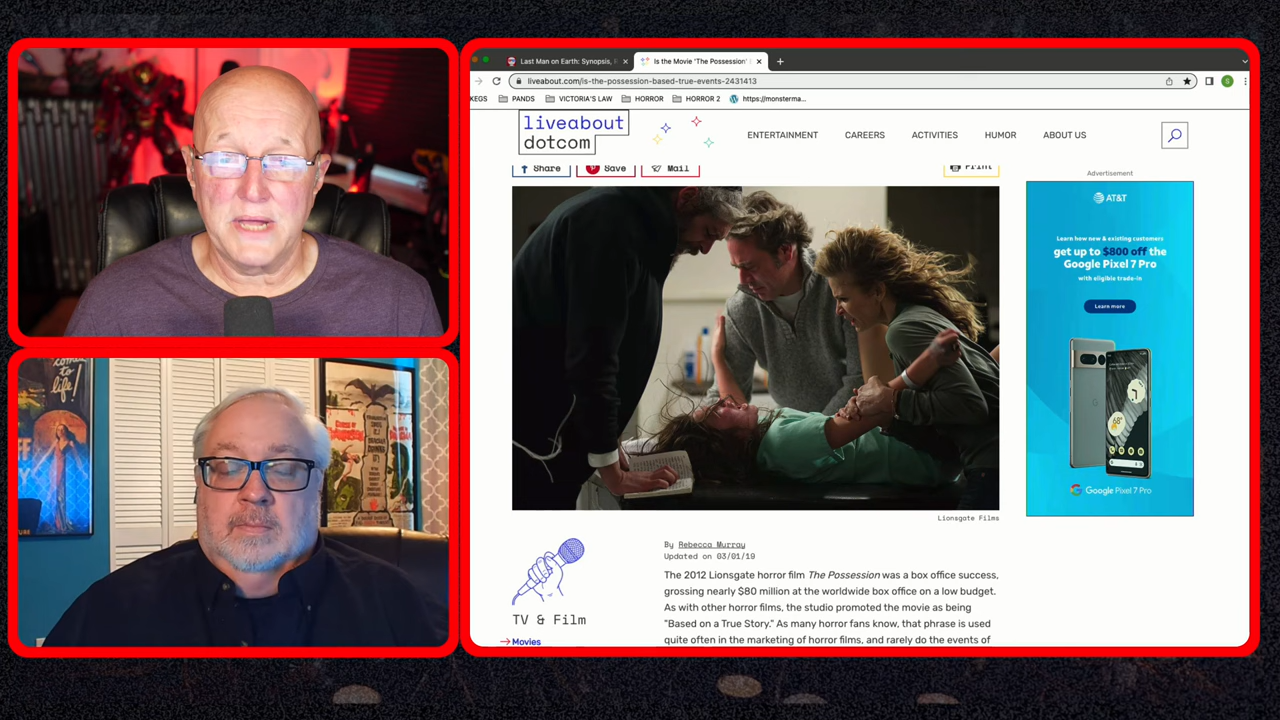 comes
to
life!
Last Man on Earth: Synopsis, E
Is the Movie 'The Possession'
liveabout.com/is-the-possession-based-true-events-2431413
S
KEGS
PANDS
VICTORIA'S LAW
HORROR
HORROR 2
https://monsterma...
liveabout
dotcom
ENTERTAINMENT
CAREERS
ACTIVITIES
HUMOR
ABOUT US
Share
Save
Mail
Print
Lionsgate Films
By Rebecca Murray
Updated on 03/01/19
TV & Film
Movies
The 2012 Lionsgate horror film The Possession was a box office success,
grossing nearly $80 million at the worldwide box office on a low budget.
As with other horror films, the studio promoted the movie as being
"Based on a True Story." As many horror fans know, that phrase is used
quite often in the marketing of horror films, and rarely do the events of
Advertisement
AT&T
Learn how new & existing customers
get up to $800 off the
Google Pixel 7 Pro
with eligible trade-in
Learn more
68°
Google Pixel 7 Pro